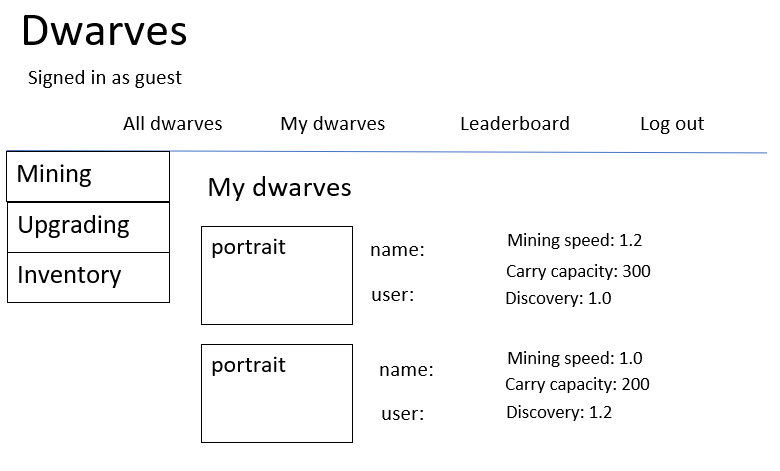 Dwarves
Signed in as guest
All dwarves My dwarves Leaderboard Log out
Mining
Upgrading
Inventory
My dwarves
portrait
name:
user:
Mining speed: 1.2
Carry capacity: 300
Discovery: 1.0
portrait
name:
user:
Mining speed: 1.0
Carry capacity: 200
Discovery: 1.2